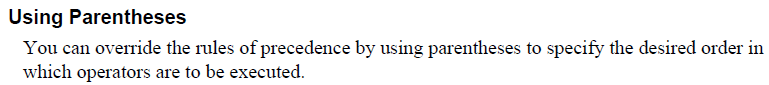 Using Parentheses
You can override the rules of precedence by using parentheses to specify the desired order in
which operators are to be executed.